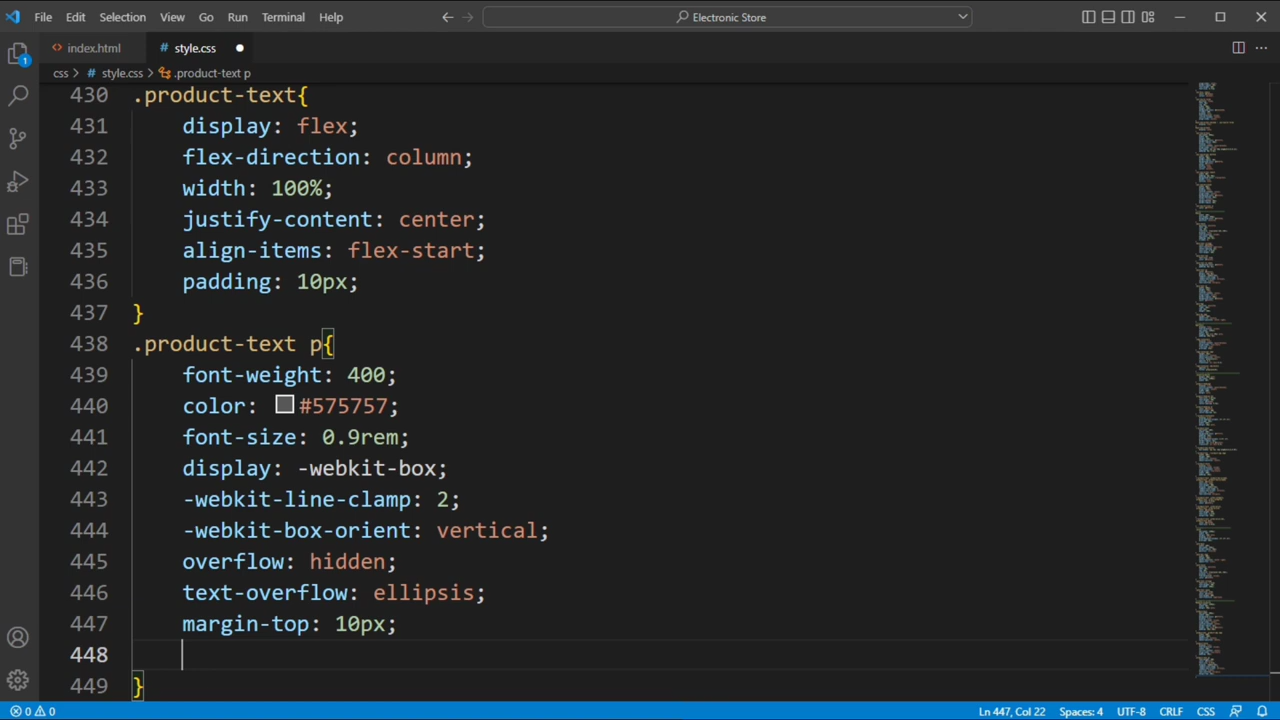 File Edit Selection View Go Run Terminal Help Electronic Store
index.html # style.css
css > # style.css > .product-text p
1
430 .product-text{
431 display: flex;
432 flex-direction: column;
433 width: 100%;
434 justify-content: center;
435 align-items: flex-start;
436 padding: 10px;
437 }
438 .product-text p{
439 font-weight: 400;
440 color: #575757;
441 font-size: 0.9rem;
442 display: -webkit-box;
443 -webkit-line-clamp: 2;
444 -webkit-box-orient: vertical;
445 overflow: hidden;
446 text-overflow: ellipsis;
447 margin-top: 10px;
448
449 }
0 0 Ln 447, Col 22 Spaces: 4 UTF-8 CRLF CSS